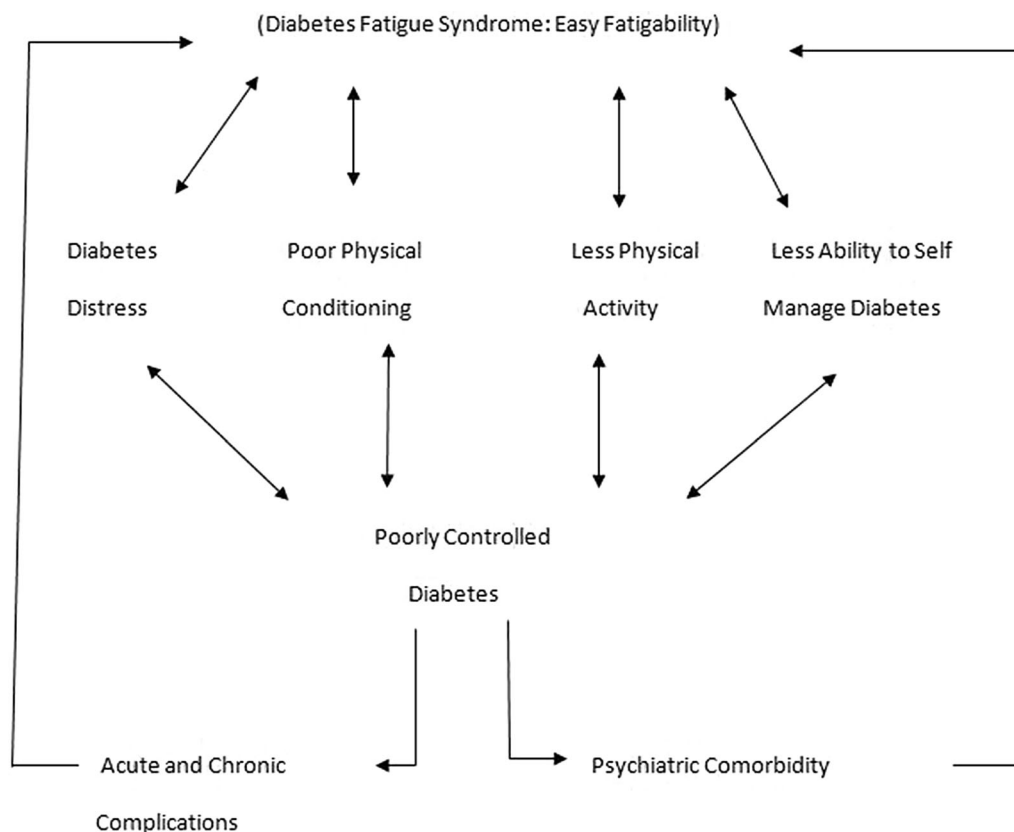 (Diabetes Fatigue Syndrome: Easy Fatigability)
Diabetes
Distress
Poor Physical
Conditioning
Less Physical
Activity
Less Ability to Self
Manage Diabetes
Poorly Controlled
Diabetes
Acute and Chronic
Complications
Psychiatric Comorbidity